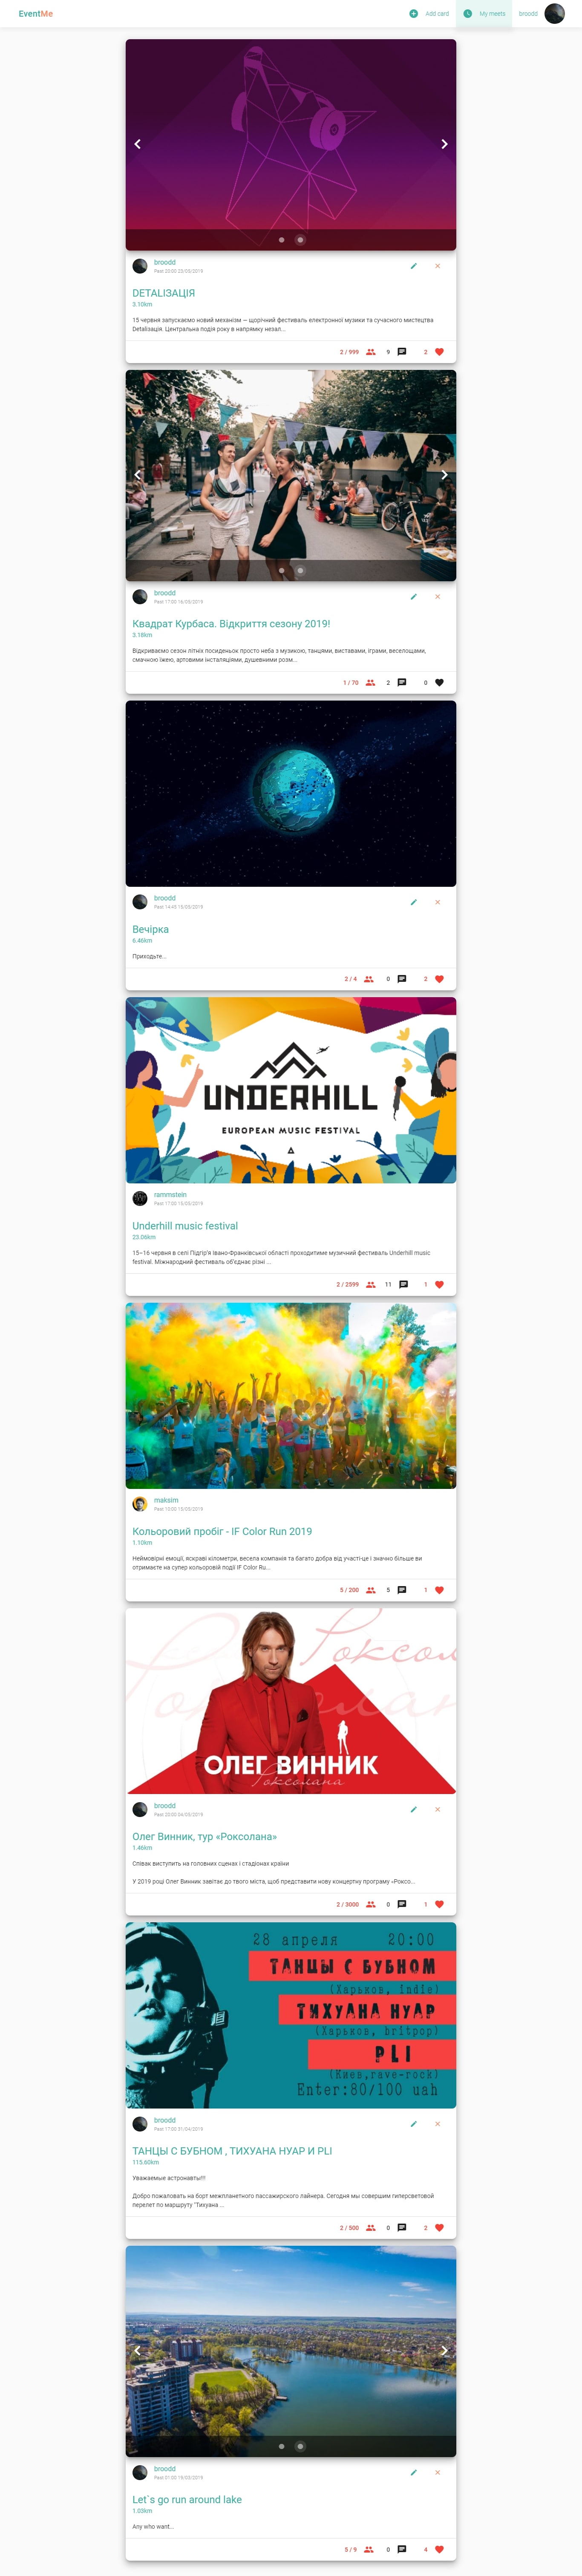 EventMe
Add card
My meets
broodd
broodd
Past 20:00 23/05/2019
DETALIЗАЦІЯ
3.10km
15 червня запускаємо новий механізм — щорічний фестиваль електронної музики та сучасного мистецтва
Detaliзація. Центральна подія року в напрямку незал...
2 / 999
9
2
broodd
Past 17:00 16/05/2019
Квадрат Курбаса. Відкриття сезону 2019!
3.18km
Відкриваємо сезон літніх посиденьок просто неба з музикою, танцями, виставами, іграми, веселощами,
смачною їжею, артовими інсталяціями, душевними розм...
1 / 70
2
0
broodd
Past 14:45 15/05/2019
Вечірка
6.46km
Приходьте...
2 / 4
0
2
UNDERHILL
EUROPEAN MUSIC FESTIVAL
rammstein
Past 17:00 15/05/2019
Underhill music festival
23.06km
15–16 червня в селі Підгір'я Івано-Франківської області проходитиме музичний фестиваль Underhill music
festival. Міжнародний фестиваль об'єднає різні ...
2 / 2599
11
1
maksim
Past 10:00 15/05/2019
Кольоровий пробіг - IF Color Run 2019
1.10km
Неймовірні емоції, яскраві кілометри, весела компанія та багато добра від участі-це і значно більше ви
отримаєте на супер кольоровій події IF Color Ru...
5 / 200
5
1
ОЛЕГ ВИННИК
Роксолана
broodd
Past 20:00 04/05/2019
Олег Винник, тур «Роксолана»
1.46km
Співак виступить на головних сценах і стадіонах країни
У 2019 році Олег Винник завітає до твого міста, щоб представити нову концертну програму «Роксо...
2 / 3000
0
1
28 апреля 20:00
ТАНЦЫ С БУБНОМ
(Харьков, indie)
ТИХУАНА НУАР
(Харьков, britpop)
PLI
(Киев,rave-rock)
Enter:80/100 uah
broodd
Past 17:00 31/04/2019
ТАНЦЫ С БУБНОМ , ТИХУАНА НУАР И PLI
115.60km
Уважаемые астронавты!!!
Добро пожаловать на борт межпланетного пассажирского лайнера. Сегодня мы совершим гиперсветовой
перелет по маршруту "Тихуана ...
2 / 500
0
2
broodd
Let`s go run around lake
1.03km
Any who want...
5 / 9
0
4